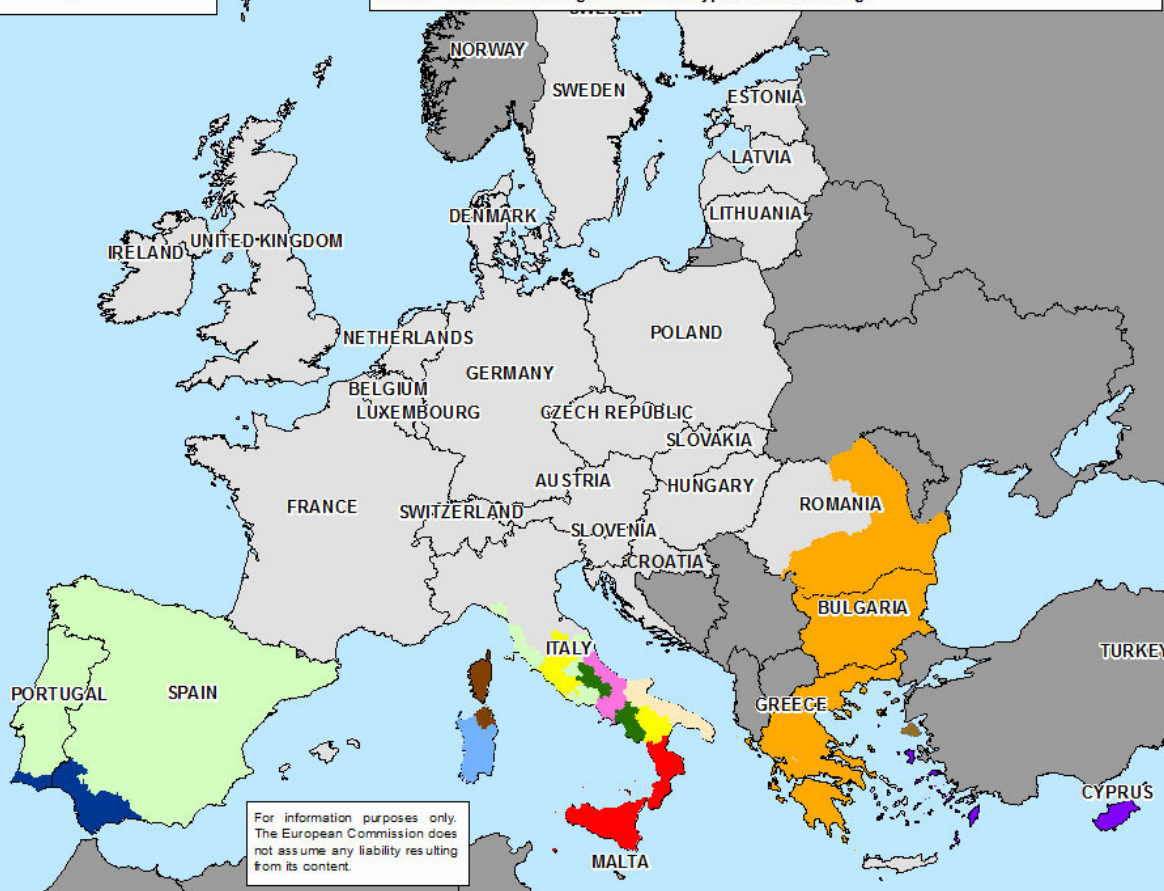 SWEDEN
NORWAY
SWEDEN
ESTONIA
LATVIA
LITHUANIA
DENMARK
UNITED KINGDOM
IRELAND
NETHERLANDS
POLAND
GERMANY
BELGIUM
LUXEMBOURG
CZECH REPUBLIC
SLOVAKIA
AUSTRIA
HUNGARY
FRANCE
SWITZERLAND
ROMANIA
SLOVENIA
CROATIA
BULGARIA
ITALY
TURKEY
PORTUGAL
SPAIN
GREECE
CYPRUS
For information purposes only.
The European Commission does
not assume any liability resulting
from its content.
MALTA